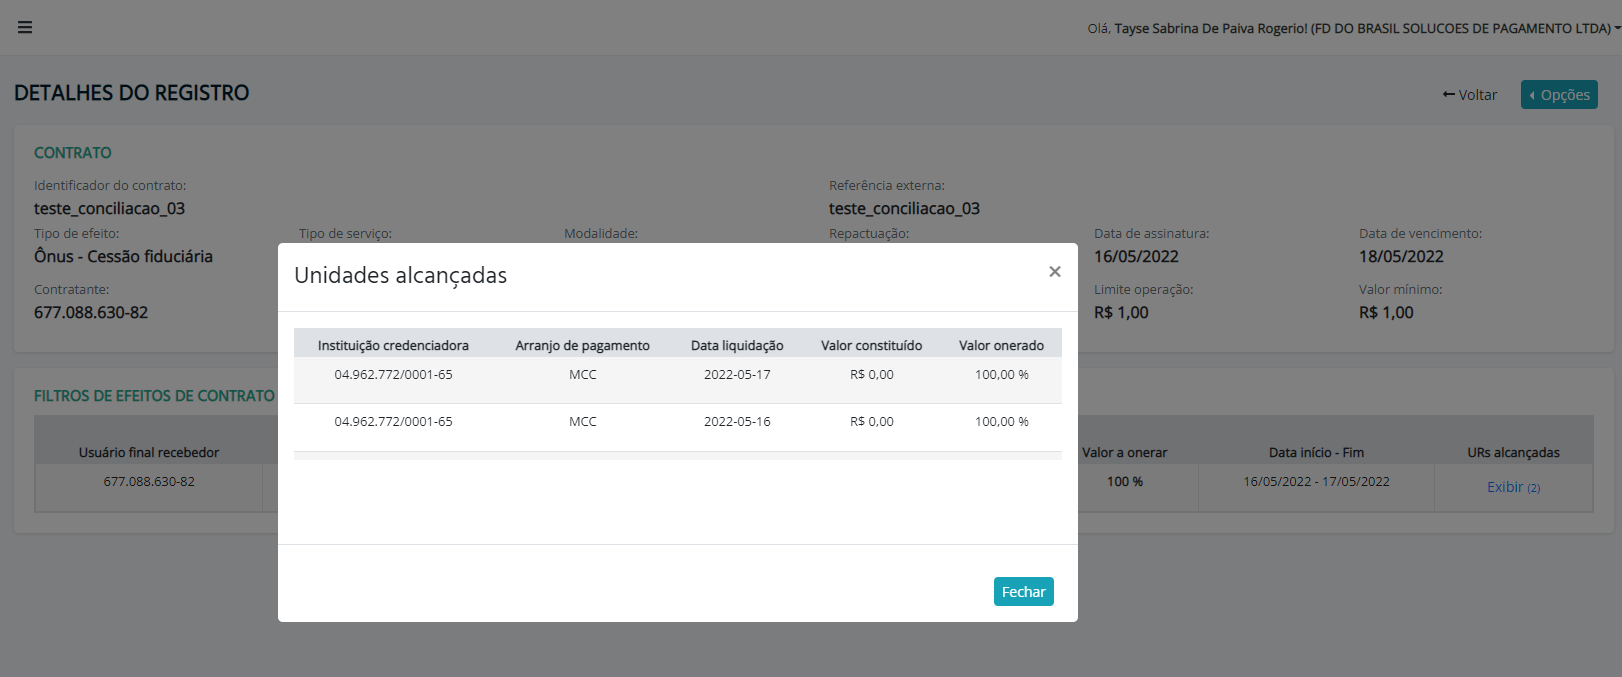 Olá, Tayse Sabrina De Paiva Rogerio! (FD DO BRASIL SOLUCOES DE PAGAMENTO LTDA)
DETALHES DO REGISTRO
Voltar
Opções
CONTRATO
Identificador do contrato: Referência externa:
teste_conciliacao_03 teste_conciliacao_03
Tipo de efeito: Tipo de serviço: Modalidade: Repactuação: Data de assinatura: Data de vencimento:
Ônus - Cessão fiduciária 16/05/2022 18/05/2022
Contratante: Limite operação: Valor mínimo:
677.088.630-82 R$ 1,00 R$ 1,00
Unidades alcançadas
×
Instituição credenciadora Arranjo de pagamento Data liquidação Valor constituído Valor onerado
04.962.772/0001-65 MCC 2022-05-17 R$ 0,00 100,00 %
04.962.772/0001-65 MCC 2022-05-16 R$ 0,00 100,00 %
Fechar
FILTROS DE EFEITOS DE CONTRATO
Usuário final recebedor Valor a onerar Data início - Fim URs alcançadas
677.088.630-82 100 % 16/05/2022 - 17/05/2022 Exibir (2)